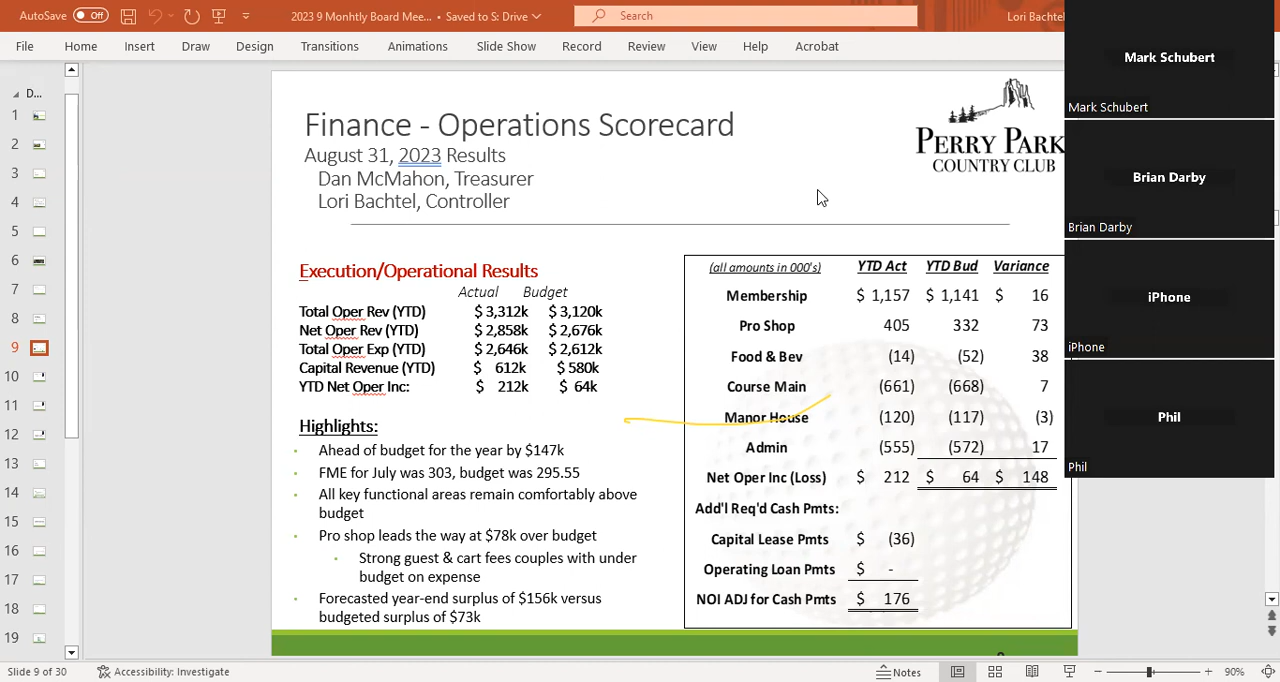 AutoSave Off 2023 9 Monhtly Board Mee... • Saved to S: Drive Search Lori Bachtel
File Home Insert Draw Design Transitions Animations Slide Show Record Review View Help Acrobat
D...
1
2
3
4
5
6
7
8
9
10
11
12
13
14
15
16
17
18
19
Finance - Operations Scorecard
August 31, 2023 Results
Dan McMahon, Treasurer
Lori Bachtel, Controller
PERRY PARK
COUNTRY CLUB
Execution/Operational Results
Actual Budget
Total Oper Rev (YTD) $ 3,312k $ 3,120k
Net Oper Rev (YTD) $ 2,858k $ 2,676k
Total Oper Exp (YTD) $ 2,646k $ 2,612k
Capital Revenue (YTD) $ 612k $ 580k
YTD Net Oper Inc: $ 212k $ 64k
Highlights:
Ahead of budget for the year by $147k
FME for July was 303, budget was 295.55
All key functional areas remain comfortably above
budget
Pro shop leads the way at $78k over budget
Strong guest & cart fees couples with under
budget on expense
Forecasted year-end surplus of $156k versus
budgeted surplus of $73k
(all amounts in 000's) YTD Act YTD Bud Variance
Membership $ 1,157 $ 1,141 $ 16
Pro Shop 405 332 73
Food & Bev (14) (52) 38
Course Main (661) (668) 7
Manor House (120) (117) (3)
Admin (555) (572) 17
Net Oper Inc (Loss) $ 212 $ 64 $ 148
Add'l Req'd Cash Pmts:
Capital Lease Pmts $ (36)
Operating Loan Pmts $ -
NOI ADJ for Cash Pmts $ 176
Mark Schubert
Mark Schubert
Brian Darby
Brian Darby
iPhone
iPhone
Phil
Phil
Slide 9 of 30 Accessibility: Investigate Notes 90%